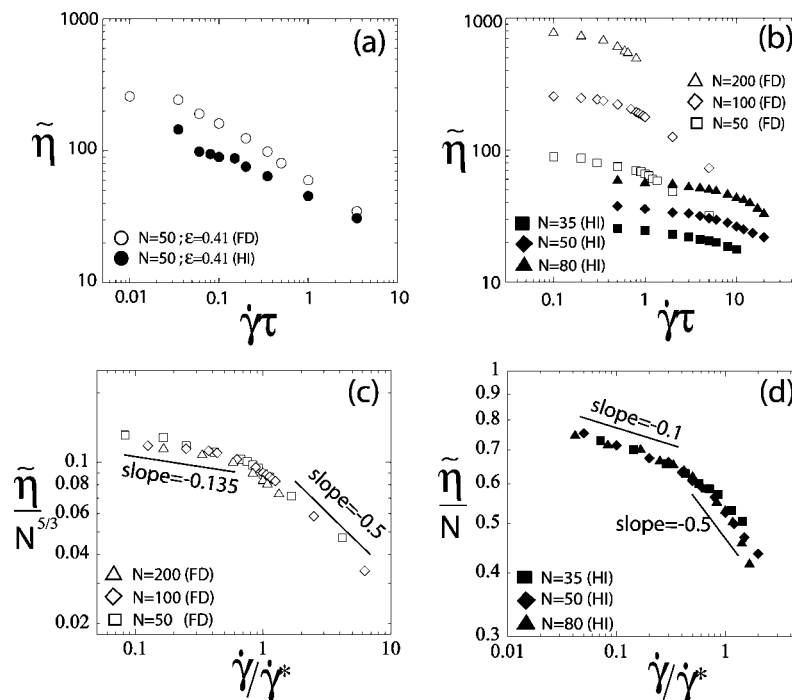 (a)
1000
100
10
η̃
0.01 0.1 1 10
γ̇τ
○ N=50 ; ε=0.41 (FD)
● N=50 ; ε=0.41 (HI)
(b)
1000
100
10
η̃
0.1 1 10
γ̇τ
△ N=200 (FD)
◇ N=100 (FD)
□ N=50 (FD)
■ N=35 (HI)
◆ N=50 (HI)
▲ N=80 (HI)
(c)
0.1
0.08
0.06
0.04
0.02
η̃
N^5/3
0.1 1 10
γ̇/γ̇*
slope=-0.135
slope=-0.5
△ N=200 (FD)
◇ N=100 (FD)
□ N=50 (FD)
(d)
1
0.9
0.8
0.7
0.6
0.5
0.4
0.3
η̃
N
0.01 0.1 1 10
γ̇/γ̇*
slope=-0.1
slope=-0.5
■ N=35 (HI)
◆ N=50 (HI)
▲ N=80 (HI)